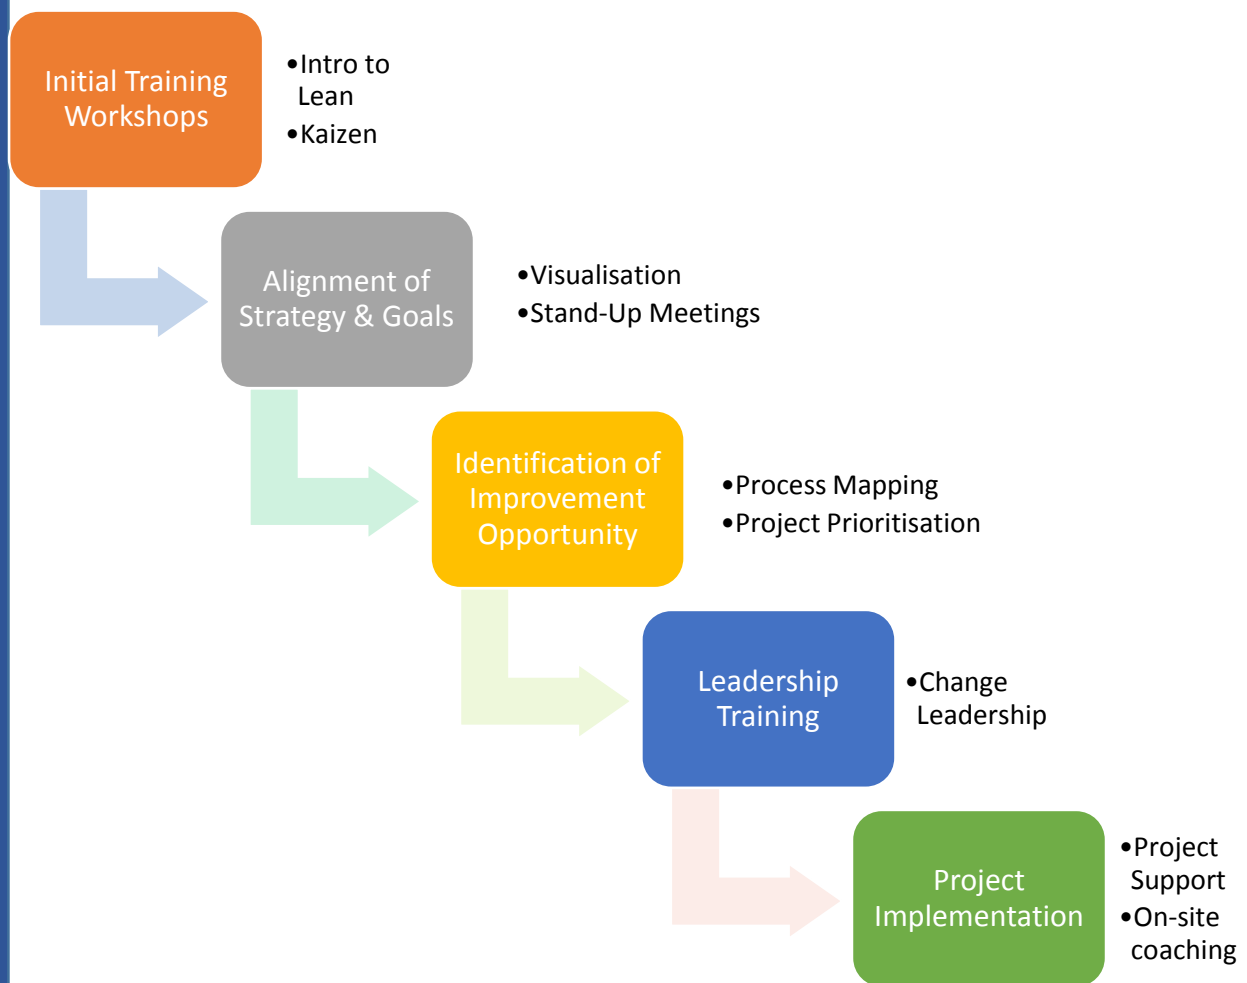 Initial Training
Workshops
•Intro to
Lean
•Kaizen
Alignment of
Strategy & Goals
•Visualisation
•Stand-Up Meetings
Identification of
Improvement
Opportunity
•Process Mapping
•Project Prioritisation
Leadership
Training
•Change
Leadership
Project
Implementation
•Project
Support
•On-site
coaching